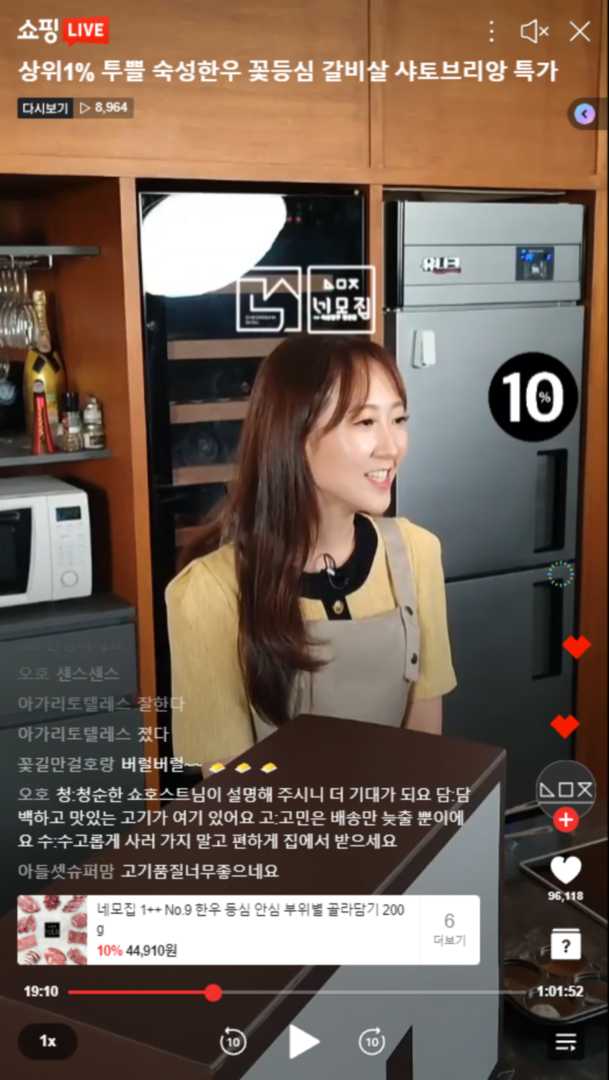 쇼핑 LIVE
상위1% 투쁠 숙성한우 꽃등심 갈비살 샤토브리앙 특가
다시보기 8,964
유니크
네모집
10%
오호 센스센스
아가리토텔레스 잘한다
아가리토텔레스 졌다
꽃길만걸호랑 버럴버럴~~
오호 청:청순한 쇼호스트님이 설명해 주시니 더 기대가 되요 담:담
백하고 맛있는 고기가 여기 있어요 고:고민은 배송만 늦출 뿐이에
요 수:수고롭게 사러 가지 말고 편하게 집에서 받으세요
아들셋슈퍼맘 고기품질너무좋으네요
96,118
네모집 1++ No.9 한우 등심 안심 부위별 골라담기 200
g
10% 44,910원
6
더보기
?
19:10
1:01:52
1x
10
10